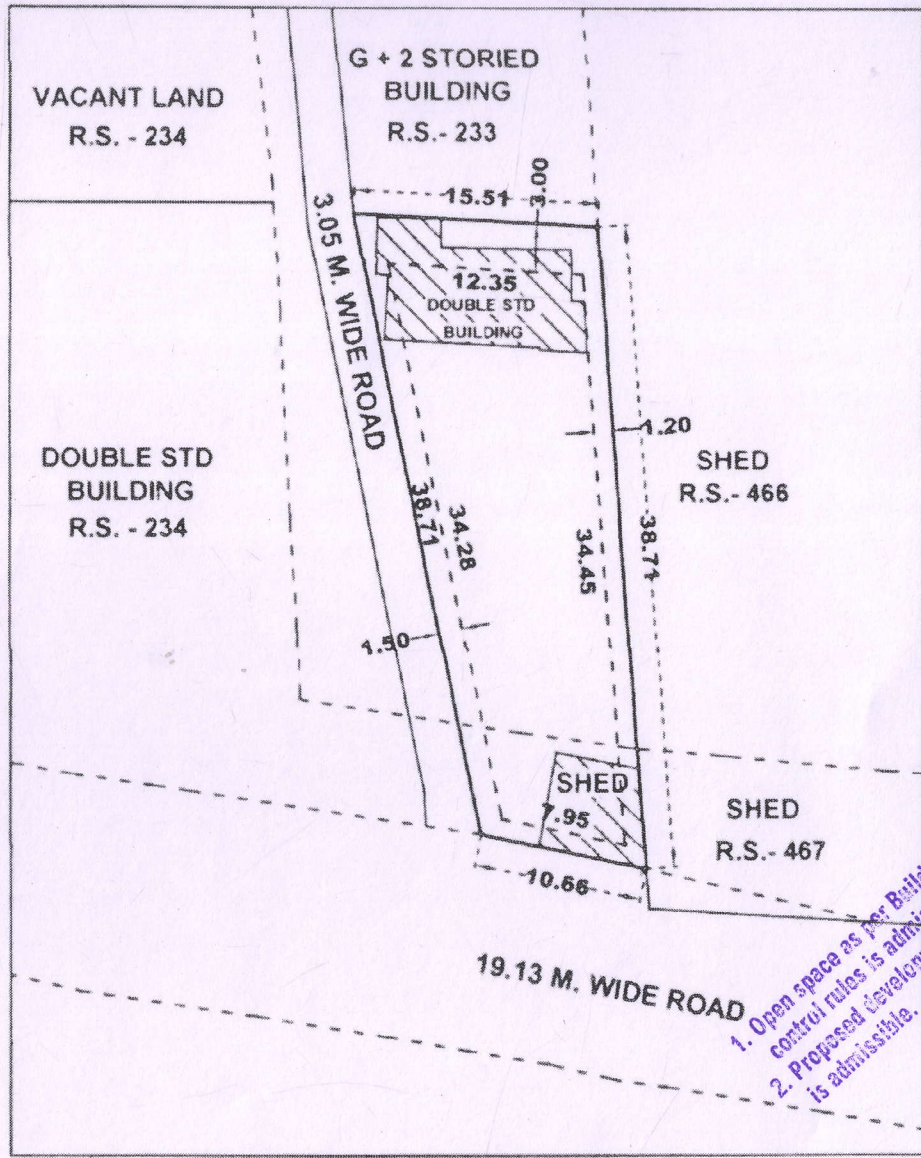 G + 2 STORIED
BUILDING
R.S. - 233
VACANT LAND
R.S. - 234
15.51
3.00
3.05 M. WIDE ROAD
12.35
DOUBLE STD
BUILDING
1.20
DOUBLE STD
BUILDING
R.S. - 234
SHED
R.S.- 466
38.71
34.28
34.45
38.71
1.50
SHED
7.95
SHED
R.S.- 467
10.66
19.13 M. WIDE ROAD
1. Open space as per
control rules is
2. Proposed
is admissible.